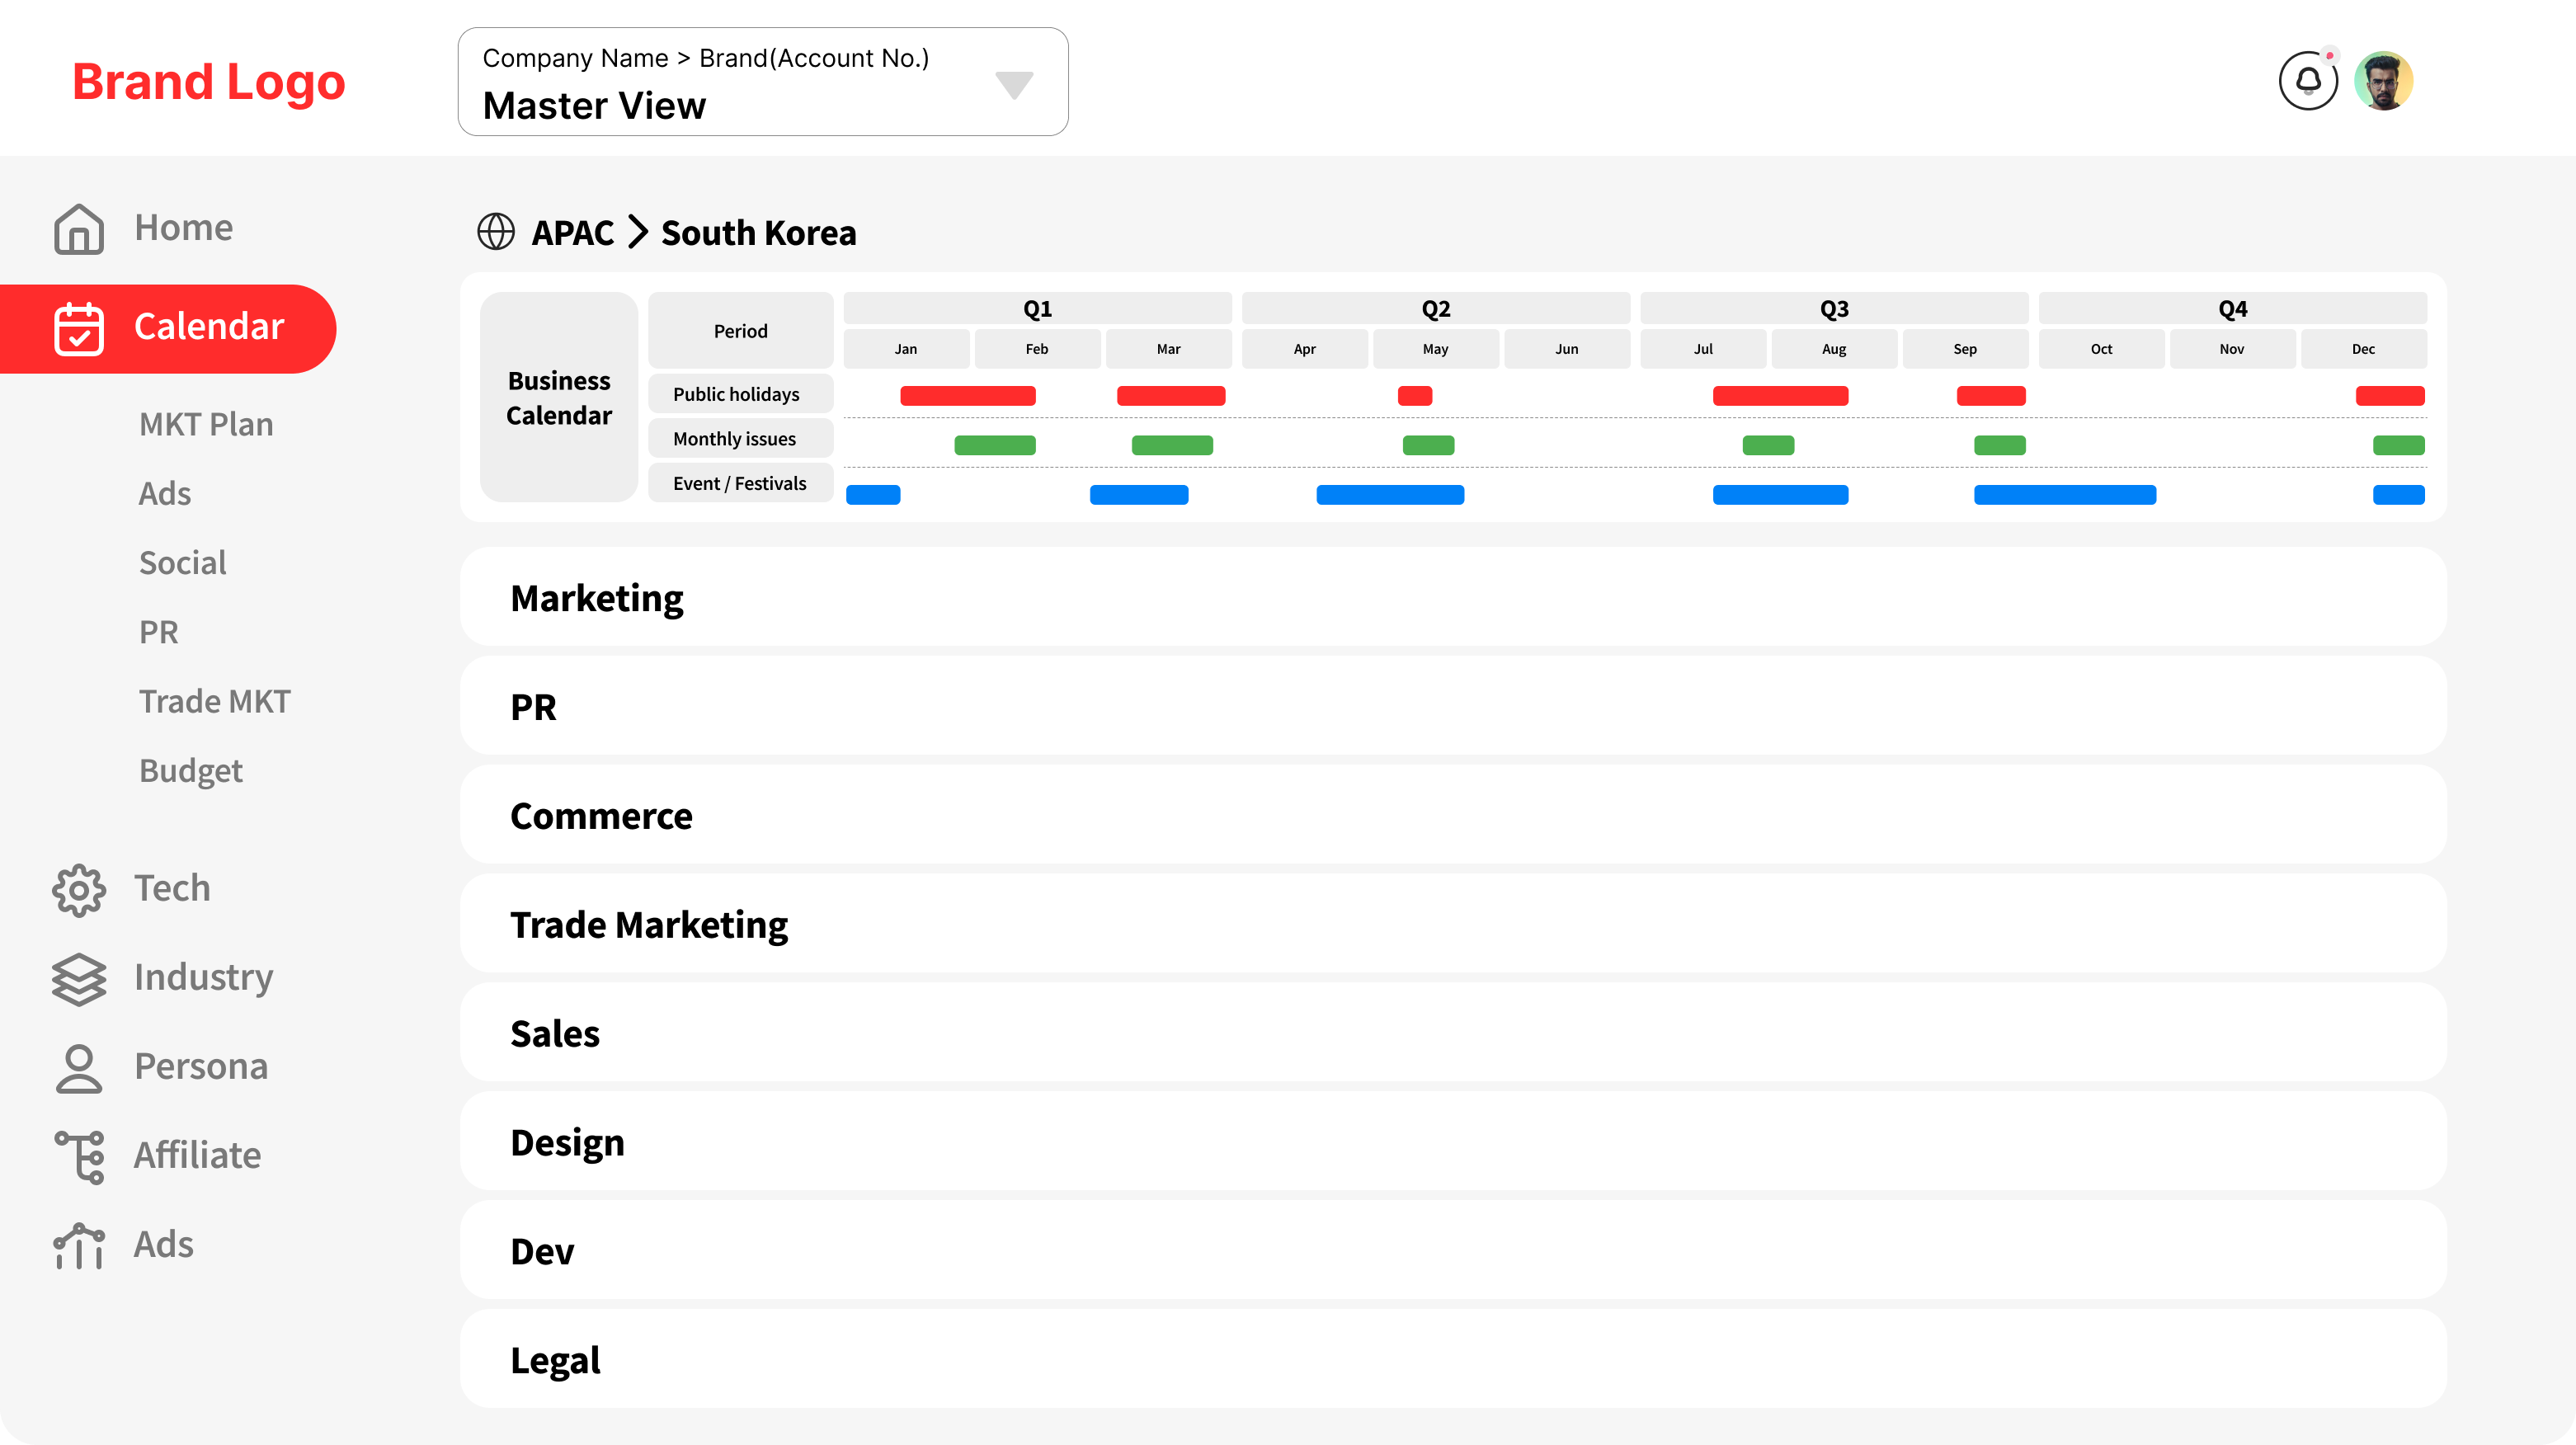 Brand Logo
Company Name > Brand(Account No.)
Master View
Home
Calendar
MKT Plan
Ads
Social
PR
Trade MKT
Budget
Tech
Industry
Persona
Affiliate
Ads
APAC > South Korea
Business
Calendar
Period
Q1 Q2 Q3 Q4
Jan Feb Mar Apr May Jun Jul Aug Sep Oct Nov Dec
Public holidays
Monthly issues
Event / Festivals
Marketing
PR
Commerce
Trade Marketing
Sales
Design
Dev
Legal